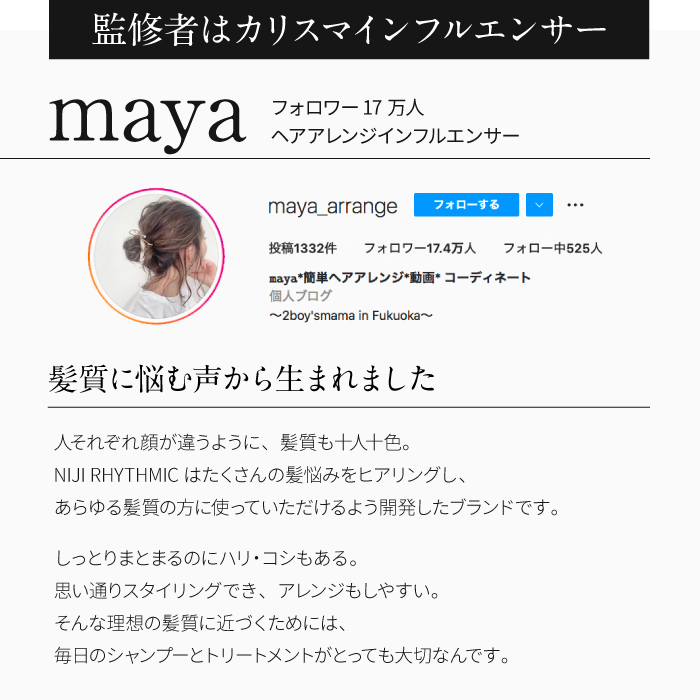 監修者はカリスマインフルエンサー
maya
フォロワー 17 万人
ヘアアレンジインフルエンサー
maya_arrange フォローする
投稿1332件 フォロワー17.4万人 フォロー中525人
maya*簡単ヘアアレンジ*動画* コーディネート
個人ブログ
〜2boy'smama in Fukuoka〜
髪質に悩む声から生まれました
人それぞれ顔が違うように、髪質も十人十色。
NIJI RHYTHMIC はたくさんの髪悩みをヒアリングし、
あらゆる髪質の方に使っていただけるよう開発したブランドです。
しっとりまとまるのにハリ・コシもある。
思い通りスタイリングでき、アレンジもしやすい。
そんな理想の髪質に近づくためには、
毎日のシャンプーとトリートメントがとっても大切なんです。